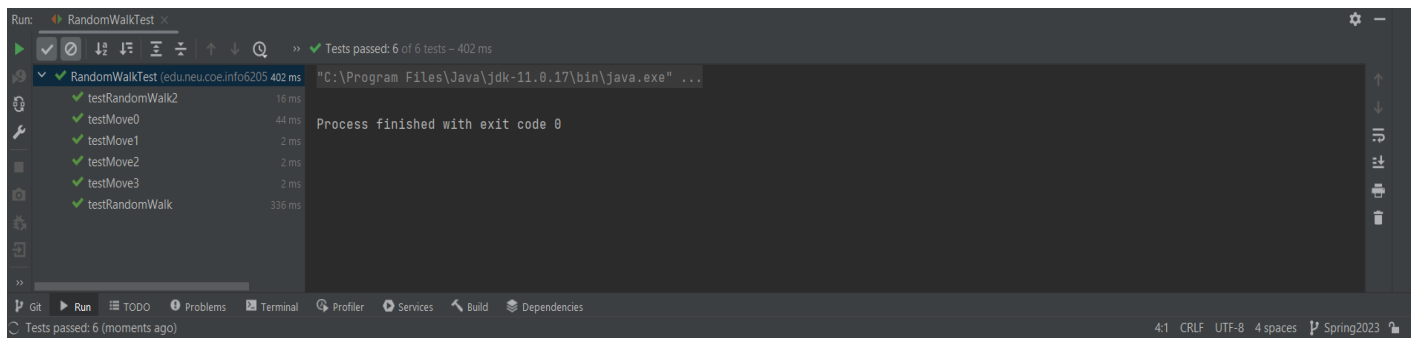 Run: RandomWalkTest ×
» Tests passed: 6 of 6 tests – 402 ms
RandomWalkTest (edu.neu.coe.info6205 402 ms
"C:\Program Files\Java\jdk-11.0.17\bin\java.exe" ...
testRandomWalk2 16 ms
testMove0 44 ms
Process finished with exit code 0
testMove1 2 ms
testMove2 2 ms
testMove3 2 ms
testRandomWalk 336 ms
»
Git Run TODO Problems Terminal Profiler Services Build Dependencies
Tests passed: 6 (moments ago) 4:1 CRLF UTF-8 4 spaces Spring2023